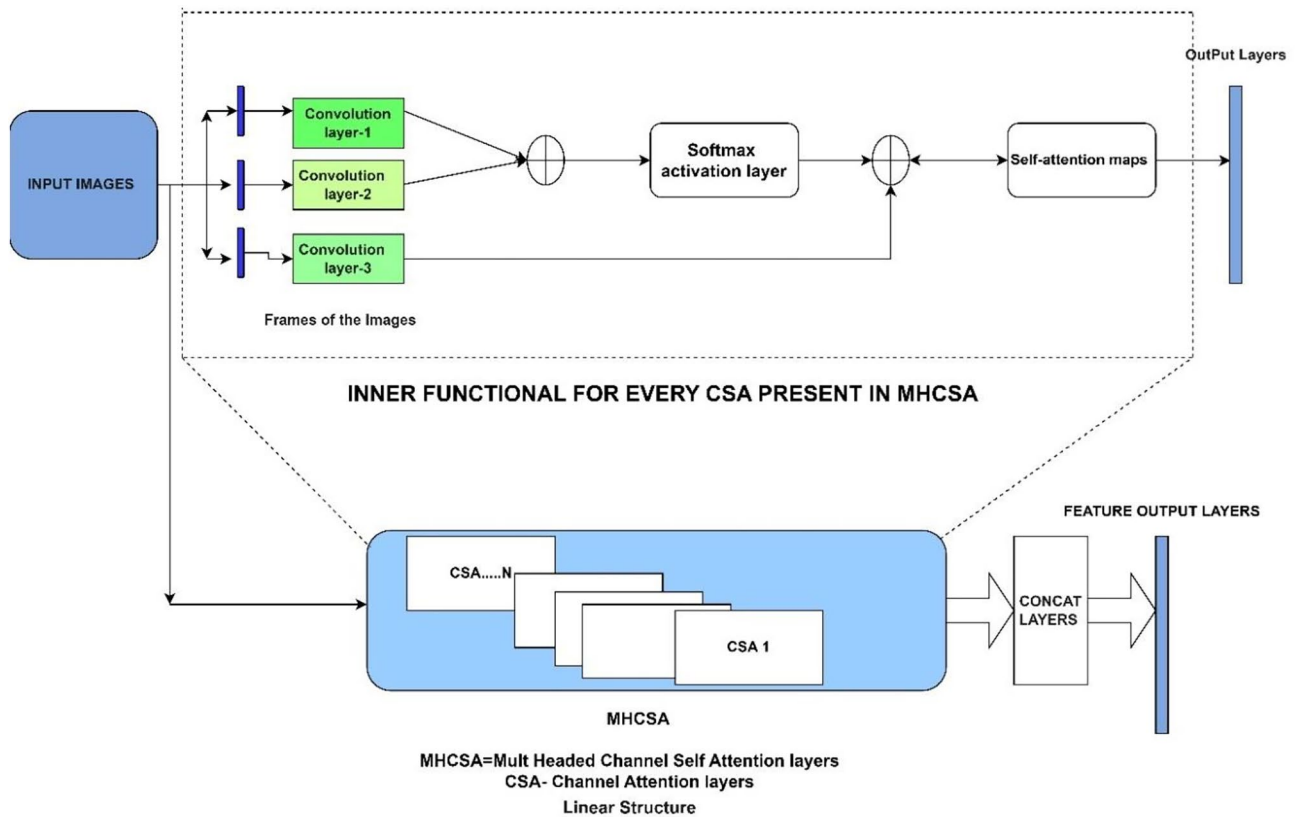 OutPut Layers
INPUT IMAGES
Convolution
layer-1
Convolution
layer-2
Convolution
layer-3
Softmax
activation layer
Self-attention maps
Frames of the Images
INNER FUNCTIONAL FOR EVERY CSA PRESENT IN MHCSA
FEATURE OUTPUT LAYERS
CSA.....N
CSA 1
CONCAT
LAYERS
MHCSA
MHCSA=Mult Headed Channel Self Attention layers
CSA- Channel Attention layers
Linear Structure